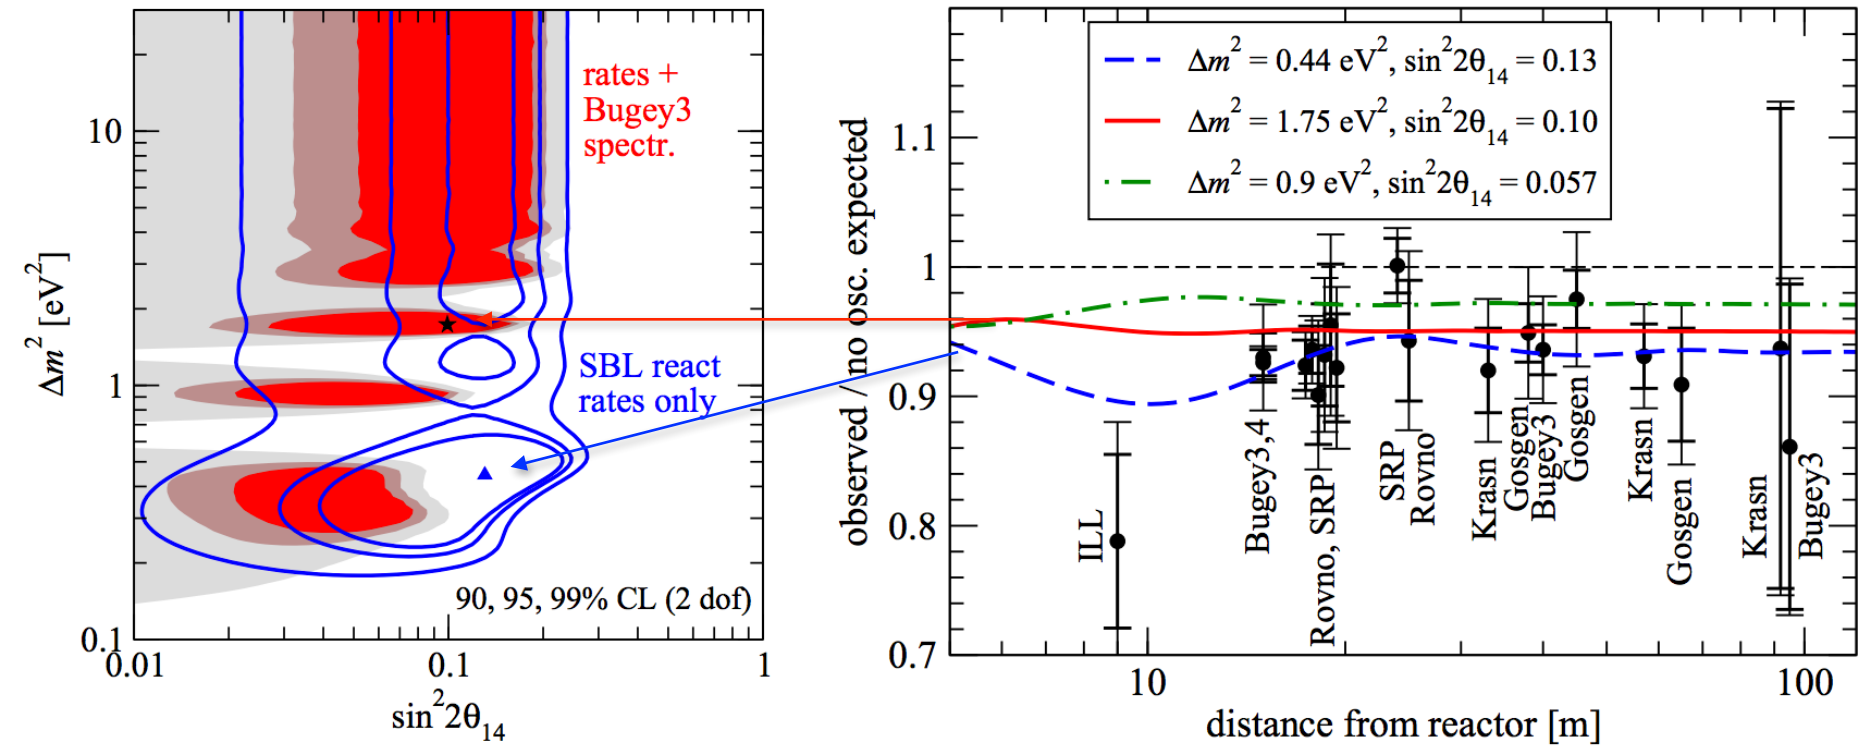 rates +
Bugey3
spectr.
SBL react
rates only
90, 95, 99% CL (2 dof)
10
1
0.1
0.01
0.1
1
Δm² [eV²]
sin²2θ₁₄
Δm² = 0.44 eV², sin²2θ₁₄ = 0.13
Δm² = 1.75 eV², sin²2θ₁₄ = 0.10
Δm² = 0.9 eV², sin²2θ₁₄ = 0.057
observed / no osc. expected
1.1
1
0.9
0.8
0.7
ILL
Bugey3,4
Rovno, SRP
SRP
Rovno
Krasn
Gosgen
Bugey3
Gosgen
Krasn
Gosgen
Krasn
Bugey3
10
100
distance from reactor [m]